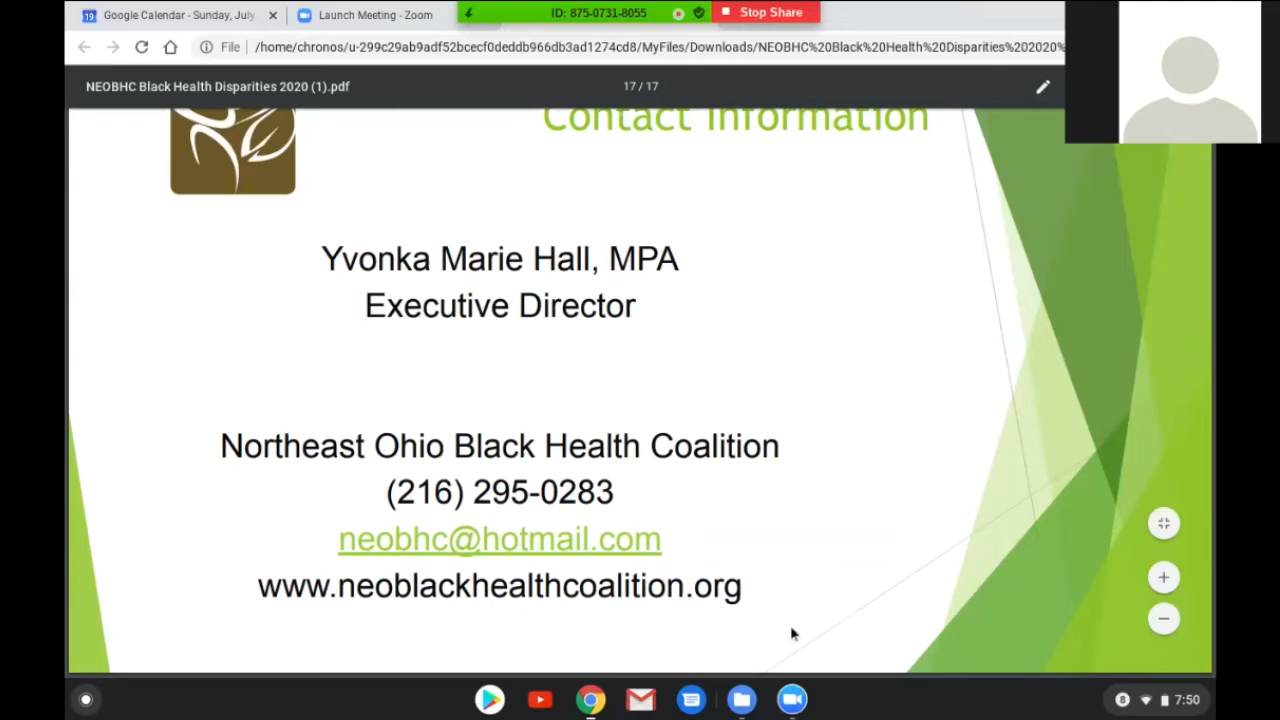 Google Calendar - Sunday, July
Launch Meeting - Zoom
ID: 875-0731-8055
Stop Share
File
/home/chronos/u-299c29ab9adf52bcecf0deddb966db3ad1274cd8/MyFiles/Downloads/NEOBHC%20Black%20Health%20Disparities%202020%
NEOBHC Black Health Disparities 2020 (1).pdf
17 / 17
Contact Information
Yvonka Marie Hall, MPA
Executive Director
Northeast Ohio Black Health Coalition
(216) 295-0283
neobhc@hotmail.com
www.neoblackhealthcoalition.org
8
7:50